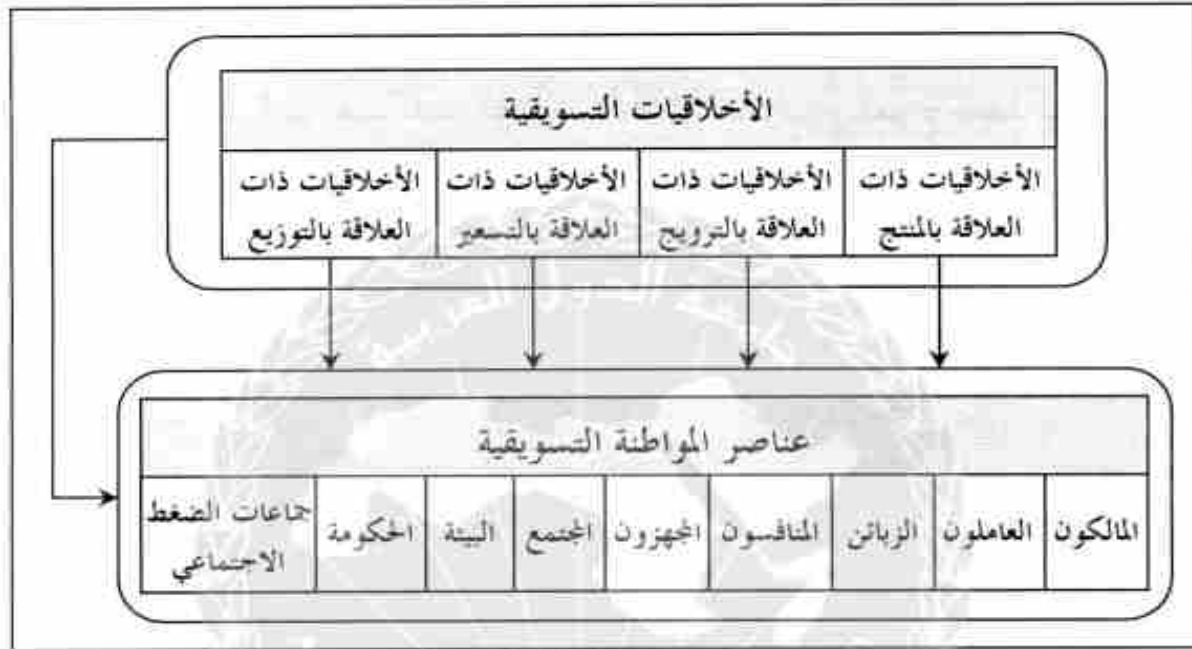 الأخلاقيات التسويقية
الأخلاقيات ذات
العلاقة بالمنتج
الأخلاقيات ذات
العلاقة بالترويج
الأخلاقيات ذات
العلاقة بالتسعير
الأخلاقيات ذات
العلاقة بالتوزيع
عناصر المواطنة التسويقية
المالكون
العاملون
الزبائن
المنافسون
المجهزون
المجتمع
البيئة
الحكومة
جماعات الضغط
الاجتماعي